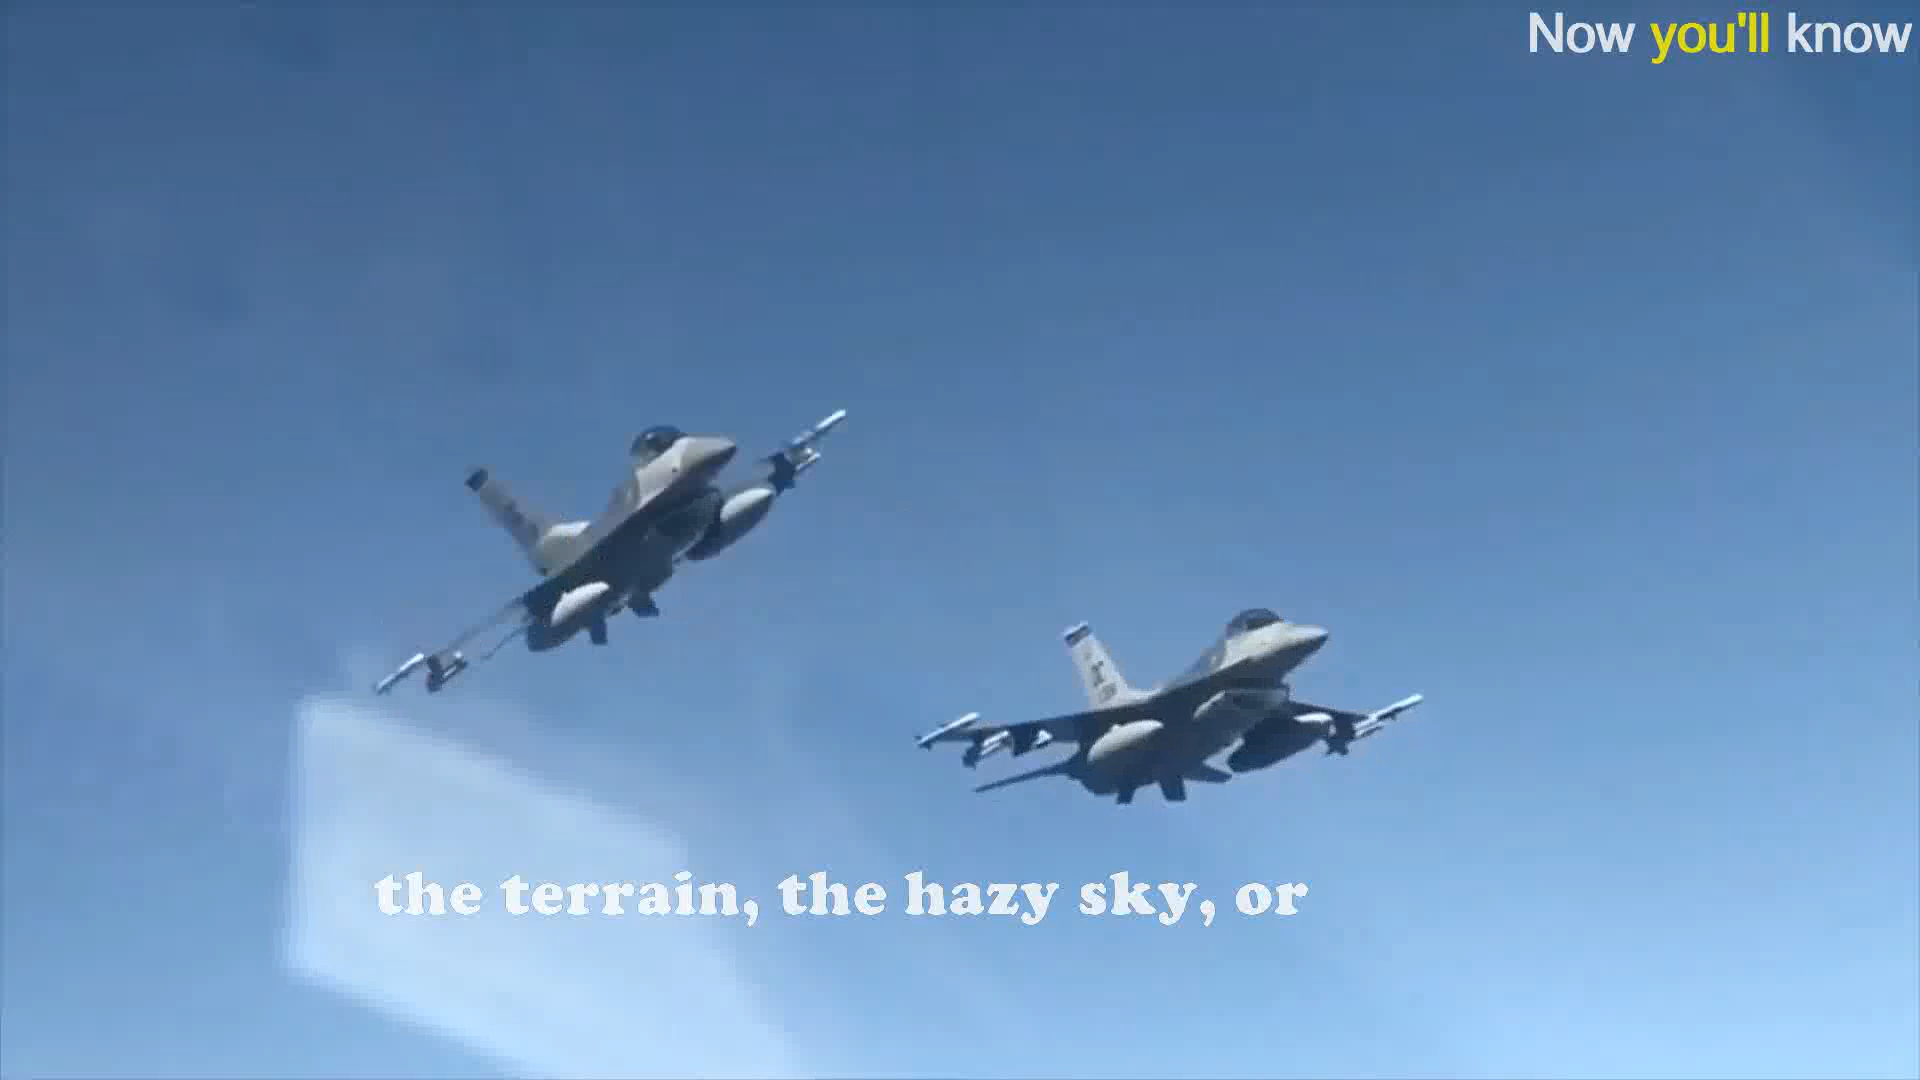 Now you'll know
the terrain, the hazy sky, or